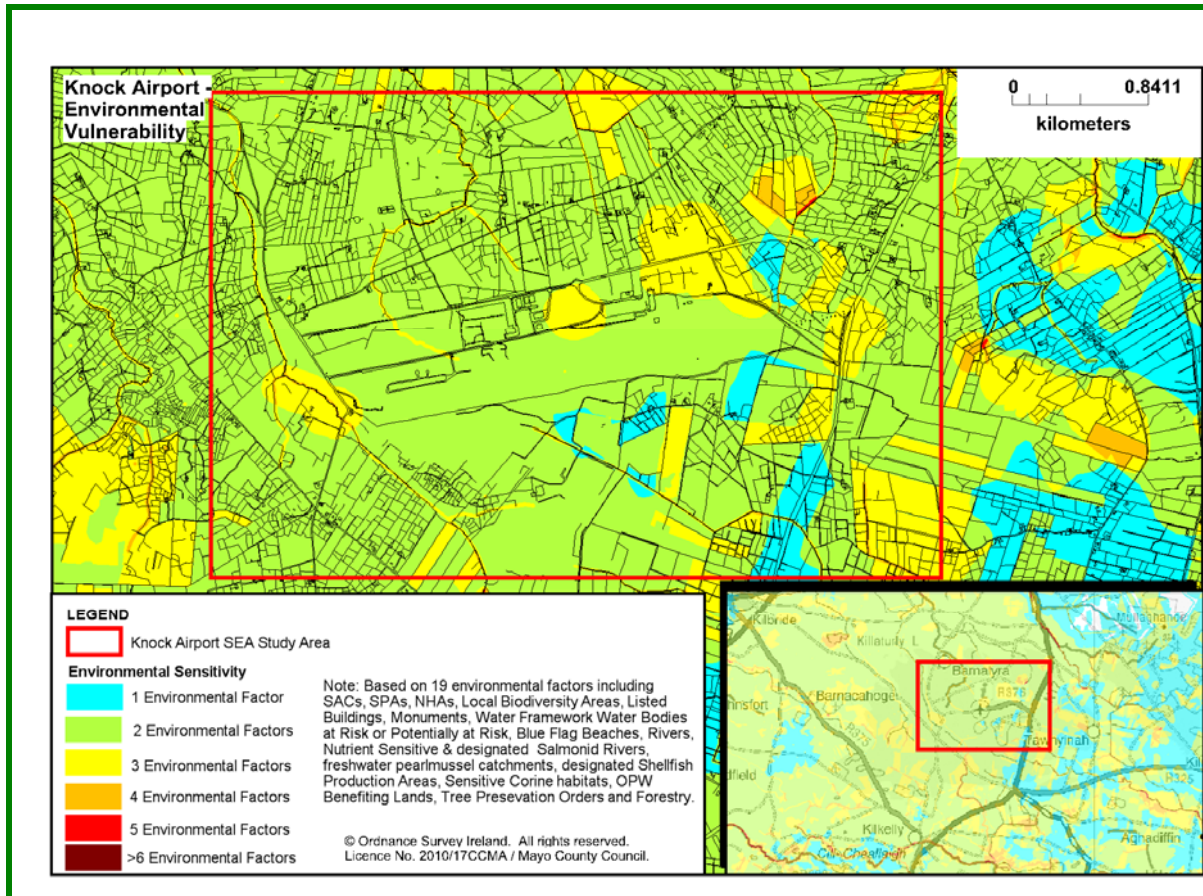 Knock Airport -
Environmental
Vulnerability
0 0.8411
kilometers
LEGEND
Knock Airport SEA Study Area
Environmental Sensitivity
1 Environmental Factor
2 Environmental Factors
3 Environmental Factors
4 Environmental Factors
5 Environmental Factors
>6 Environmental Factors
Note: Based on 19 environmental factors including
SACs, SPAs, NHAs, Local Biodiversity Areas, Listed
Buildings, Monuments, Water Framework Water Bodies
at Risk or Potentially at Risk, Blue Flag Beaches, Rivers,
Nutrient Sensitive & designated Salmonid Rivers,
freshwater pearlmussel catchments, designated Shellfish
Production Areas, Sensitive Corine habitats, OPW
Benefiting Lands, Tree Presevation Orders and Forestry.
© Ordnance Survey Ireland. All rights reserved.
Licence No. 2010/17CCMA / Mayo County Council.
Kilbride
Killaturly L
Barnalyra
Barnacahoge
R376
R373
Tawnyinah
R325
Kilkelly
Aghadiffin